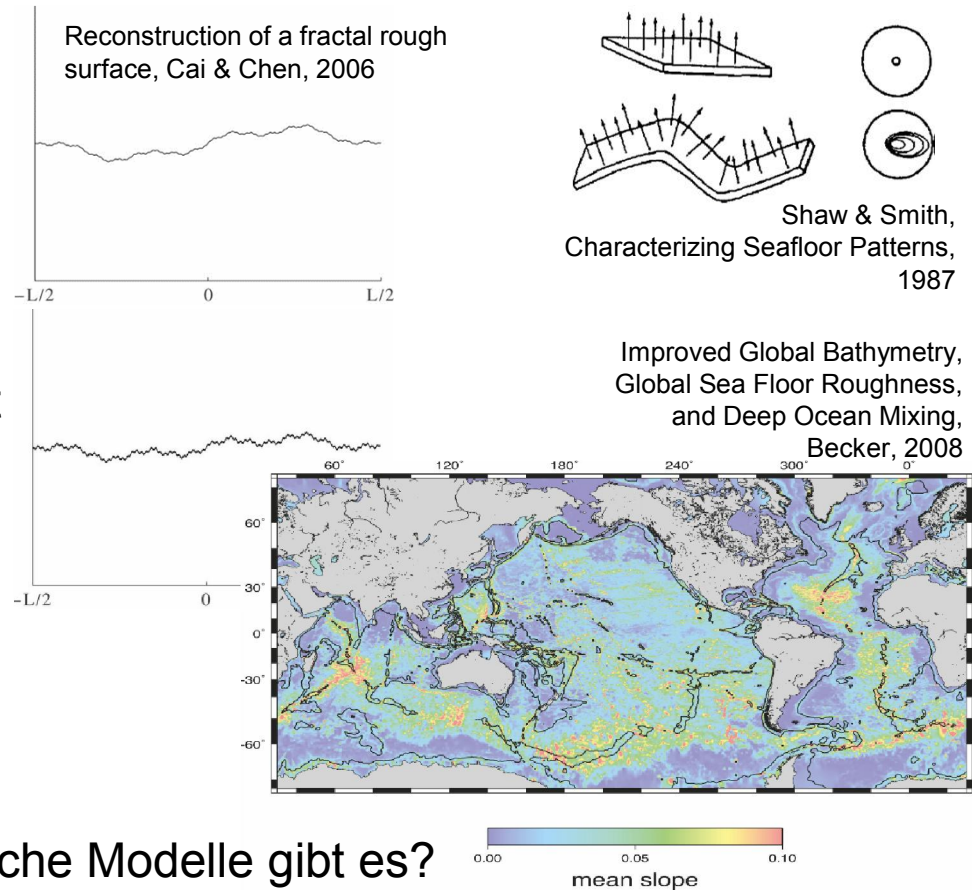 Reconstruction of a fractal rough
surface, Cai & Chen, 2006
-L/2 0 L/2
Shaw & Smith,
Characterizing Seafloor Patterns,
1987
-L/2 0
Improved Global Bathymetry,
Global Sea Floor Roughness,
and Deep Ocean Mixing,
Becker, 2008
60° 120° 180° 240° 300° 0°
60°
30°
0°
-30°
-60°
che Modelle gibt es?
0.00 0.05 0.10
mean slope